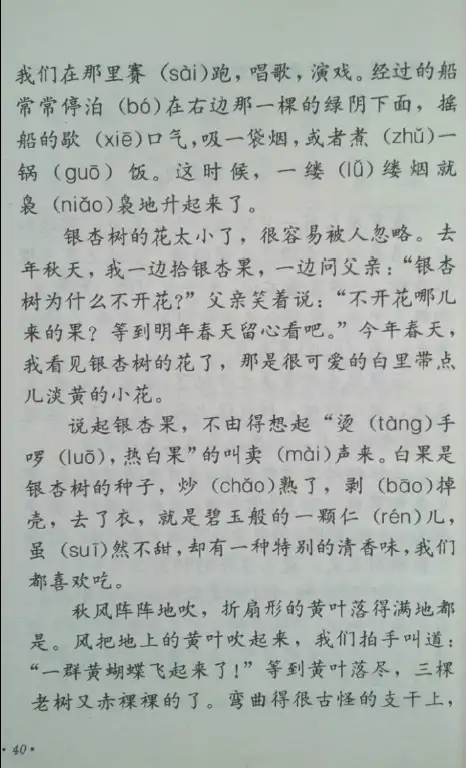 我们在那里赛（sài）跑，唱歌，演戏。经过的船
常常停泊（bó）在右边那一棵的绿阴下面，摇
船的歇（xiē）口气，吸一袋烟，或者煮（zhǔ）一
锅（guō）饭。这时候，一缕（lǚ）缕烟就
袅（niǎo）袅地升起来了。
银杏树的花太小了，很容易被人忽略。去
年秋天，我一边拾银杏果，一边问父亲：“银杏
树为什么不开花？”父亲笑着说：“不开花哪儿
来的果？等到明年春天留心看吧。”今年春天，
我看见银杏树的花了，那是很可爱的白里带点
儿淡黄的小花。
说起银杏果，不由得想起“烫（tàng）手
啰（luō），热白果”的叫卖（mài）声来。白果是
银杏树的种子，炒（chǎo）熟了，剥（bāo）掉
壳，去了衣，就是碧玉般的一颗仁（rén）儿，
虽（suī）然不甜，却有一种特别的清香味，我们
都喜欢吃。
秋风阵阵地吹，折扇形的黄叶落得满地都
是。风把地上的黄叶吹起来，我们拍手叫道：
“一群黄蝴蝶飞起来了！”等到黄叶落尽，三棵
老树又赤裸裸的了。弯曲得很古怪的支干上，
·40·